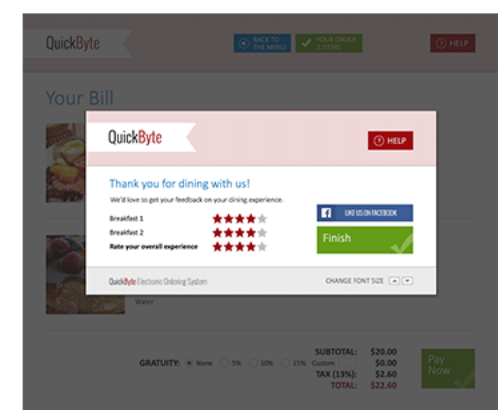 QuickByte
BACK TO THE MENU
YOUR ORDER 2 ITEMS
HELP
Your Bill
QuickByte
HELP
Thank you for dining with us!
We'd love to get your feedback on your dining experience.
Breakfast 1
LIKE US ON FACEBOOK
Breakfast 2
Finish
Rate your overall experience
QuickByte Electronic Ordering System
CHANGE FONT SIZE
Water
SUBTOTAL: $20.00
GRATUITY: None 5% 10% 15% Custom $0.00
TAX (13%): $2.60
TOTAL: $22.60
Pay Now